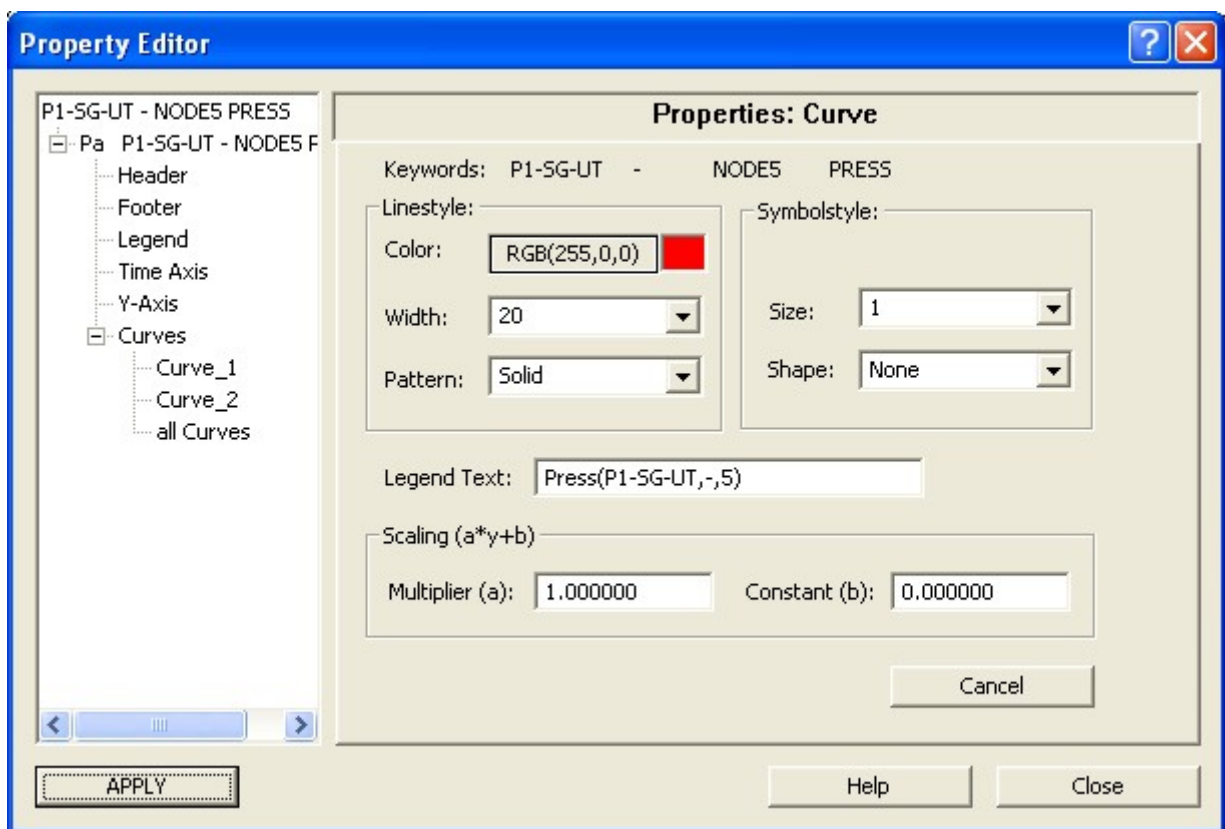 Property Editor
P1-SG-UT - NODE5 PRESS
Pa P1-SG-UT - NODE5 F
Header
Footer
Legend
Time Axis
Y-Axis
Curves
Curve_1
Curve_2
all Curves
Properties: Curve
Keywords: P1-SG-UT - NODE5 PRESS
Linestyle:
Color: RGB(255,0,0)
Width: 20
Pattern: Solid
Symbolstyle:
Size: 1
Shape: None
Legend Text: Press(P1-SG-UT,-,5)
Scaling (a*y+b)
Multiplier (a): 1.000000 Constant (b): 0.000000
Cancel
APPLY Help Close